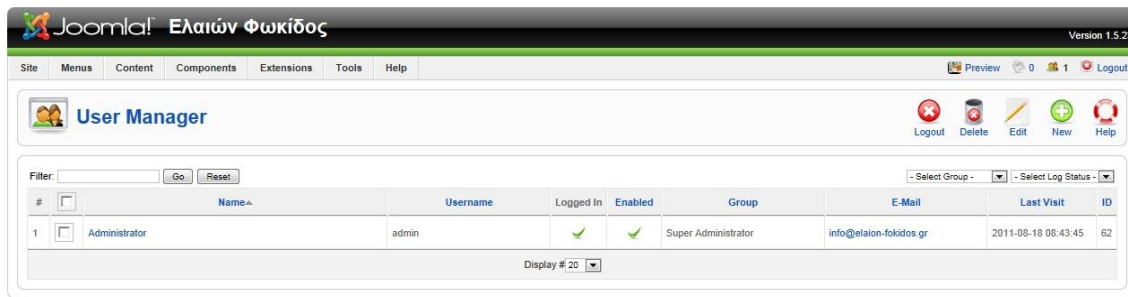 Joomla! Ελαιών Φωκίδος
Version 1.5.2
Site Menus Content Components Extensions Tools Help Preview 0 1 Logout
User Manager
Logout Delete Edit New Help
Filter: Go Reset - Select Group - - Select Log Status -
# Name Username Logged In Enabled Group E-Mail Last Visit ID
1 Administrator admin Super Administrator info@elaion-fokidos.gr 2011-08-18 08:43:45 62
Display # 20